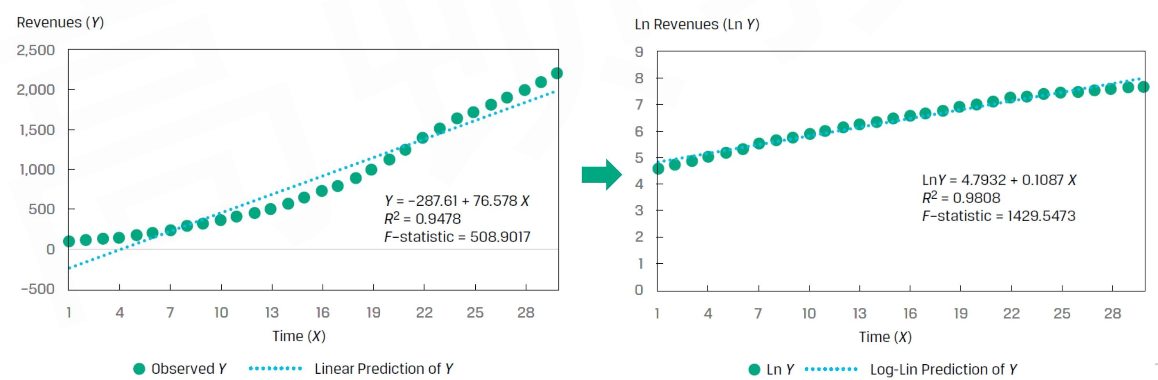 Revenues (Y)
2,500
2,000
1,500
1,000
500
0
−500
1 4 7 10 13 16 19 22 25 28
Time (X)
Y = −287.61 + 76.578 X
R² = 0.9478
F−statistic = 508.9017
Observed Y Linear Prediction of Y
Ln Revenues (Ln Y)
9
8
7
6
5
4
3
2
1
0
1 4 7 10 13 16 19 22 25 28
Time (X)
LnY = 4.7932 + 0.1087 X
R² = 0.9808
F−statistic = 1429.5473
Ln Y Log-Lin Prediction of Y